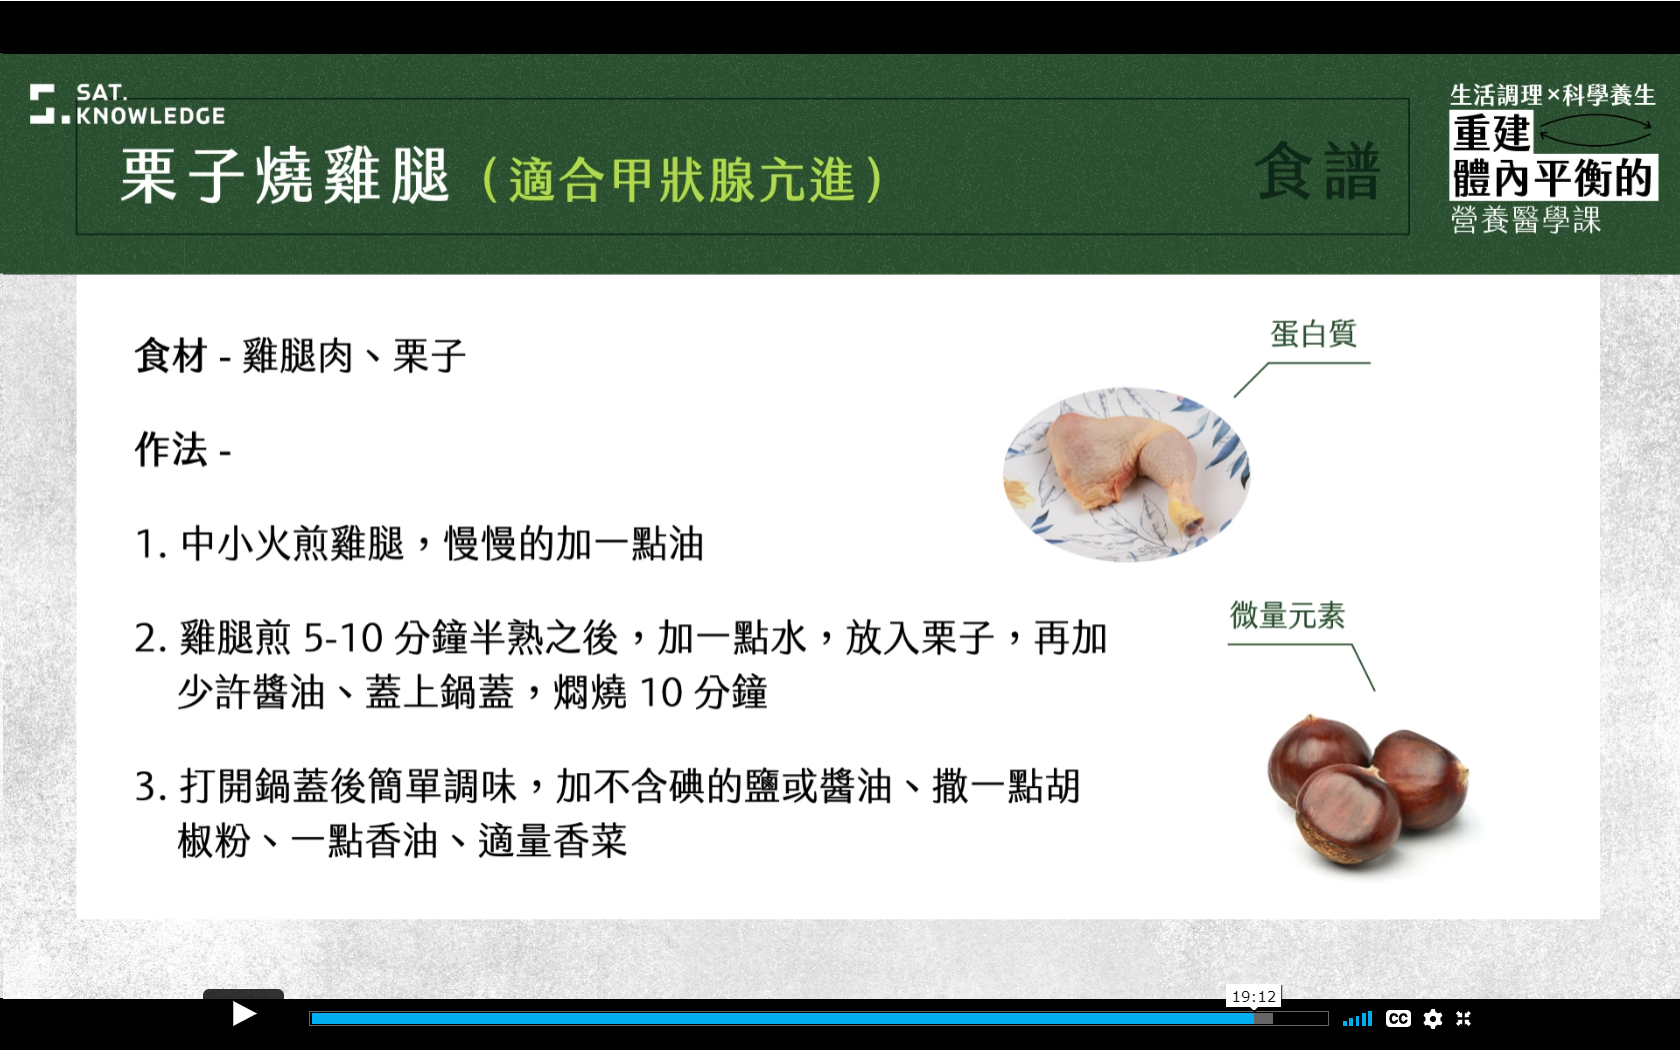 SAT.
KNOWLEDGE
栗子燒雞腿（適合甲狀腺亢進）
食譜
生活調理×科學養生
重建
體內平衡的
營養醫學課
食材 - 雞腿肉、栗子
作法 -
1. 中小火煎雞腿，慢慢的加一點油
2. 雞腿煎 5-10 分鐘半熟之後，加一點水，放入栗子，再加
少許醬油、蓋上鍋蓋，燜燒 10 分鐘
3. 打開鍋蓋後簡單調味，加不含碘的鹽或醬油、撒一點胡
椒粉、一點香油、適量香菜
蛋白質
微量元素
19:12
CC